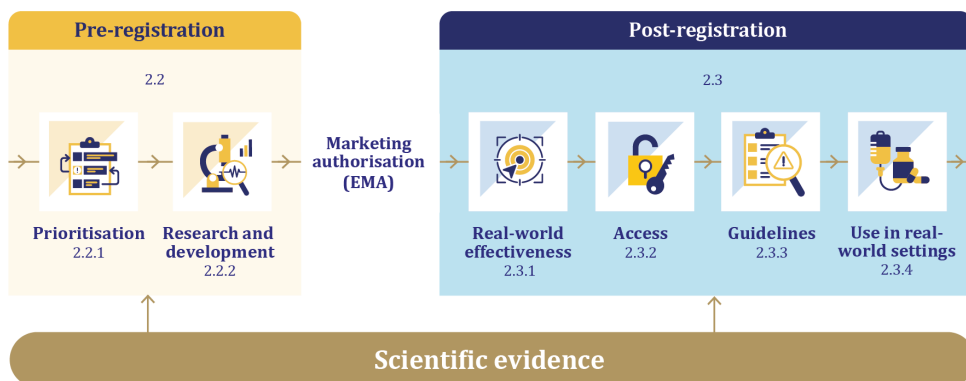 Pre-registration
2.2
Prioritisation
2.2.1
Research and
development
2.2.2
Marketing
authorisation
(EMA)
Post-registration
2.3
Real-world
effectiveness
2.3.1
Access
2.3.2
Guidelines
2.3.3
Use in real-
world settings
2.3.4
Scientific evidence